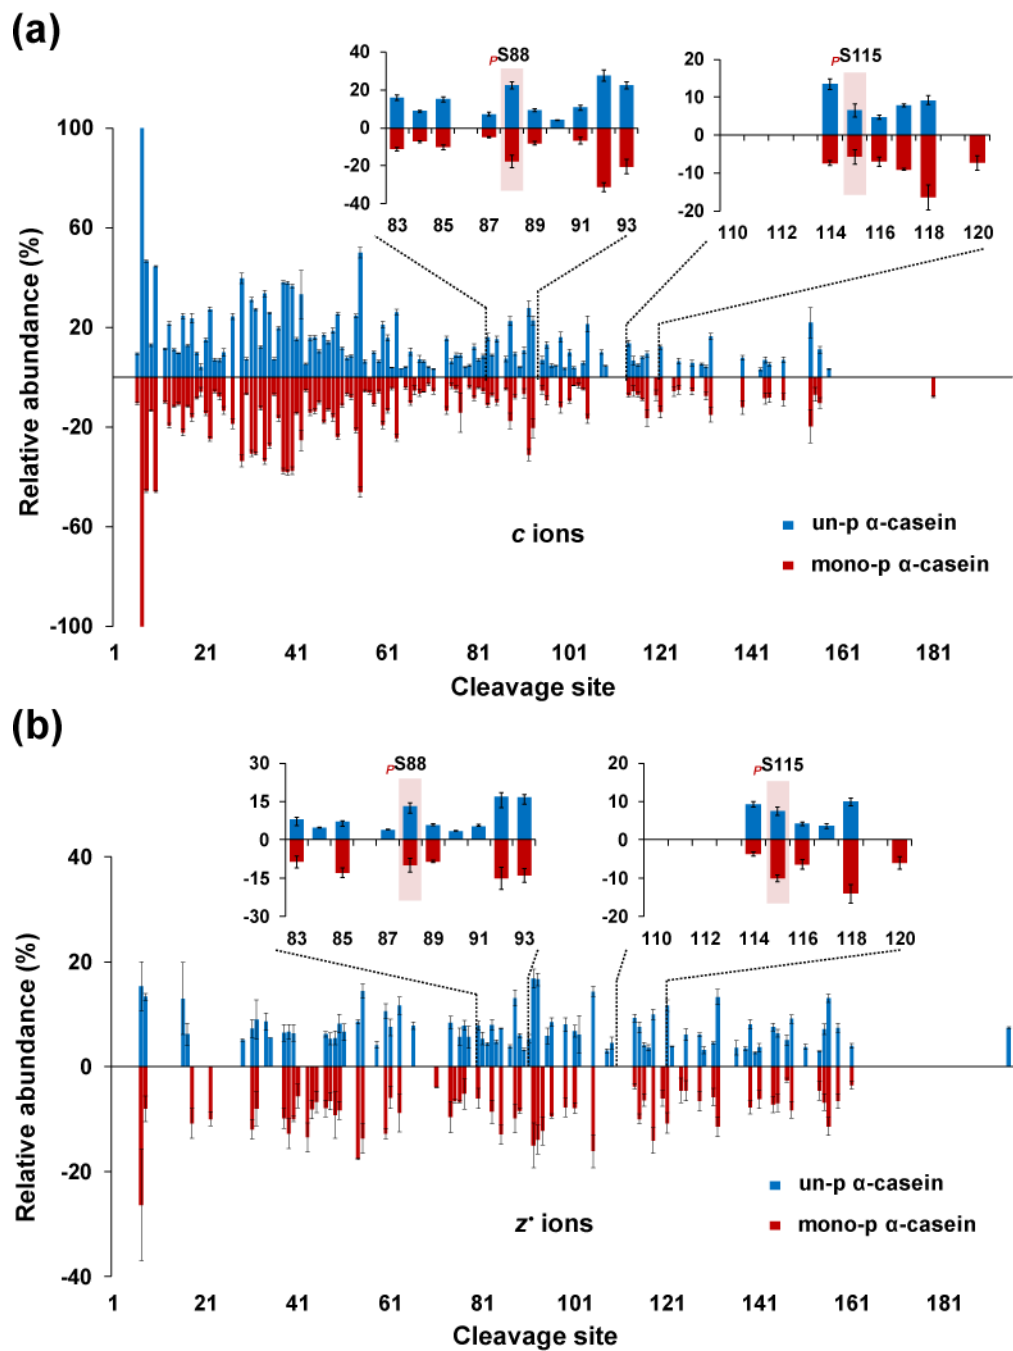 (a)
PS88
PS115
40
20
0
-20
-40
83 85 87 89 91 93
20
10
0
-10
-20
110 112 114 116 118 120
Relative abundance (%)
100
60
20
-20
-60
-100
c ions
un-p α-casein
mono-p α-casein
1 21 41 61 81 101 121 141 161 181
Cleavage site
(b)
PS88
PS115
30
15
0
-15
-30
83 85 87 89 91 93
20
10
0
-10
-20
110 112 114 116 118 120
Relative abundance (%)
40
20
0
-20
-40
z• ions
un-p α-casein
mono-p α-casein
1 21 41 61 81 101 121 141 161 181
Cleavage site